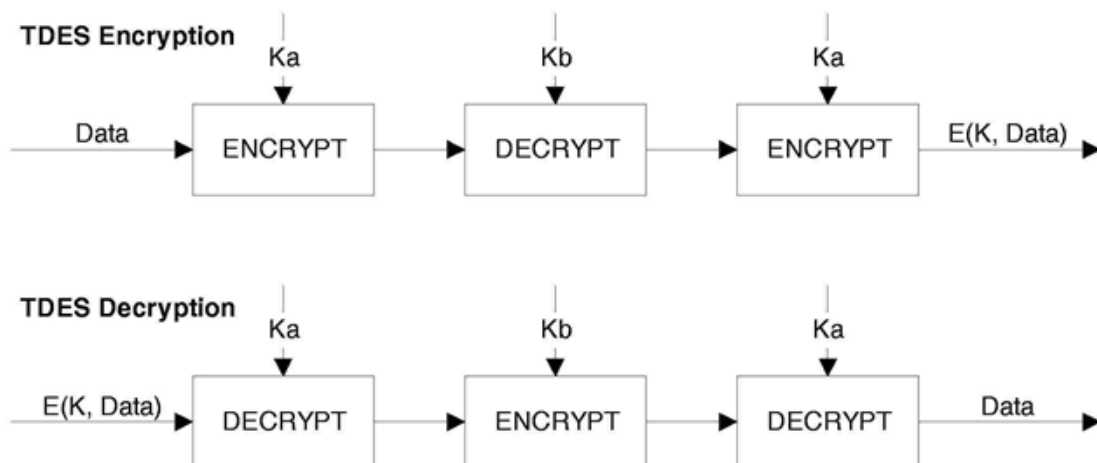 TDES Encryption
Ka
Kb
Ka
Data
ENCRYPT
DECRYPT
ENCRYPT
E(K, Data)
TDES Decryption
Ka
Kb
Ka
E(K, Data)
DECRYPT
ENCRYPT
DECRYPT
Data